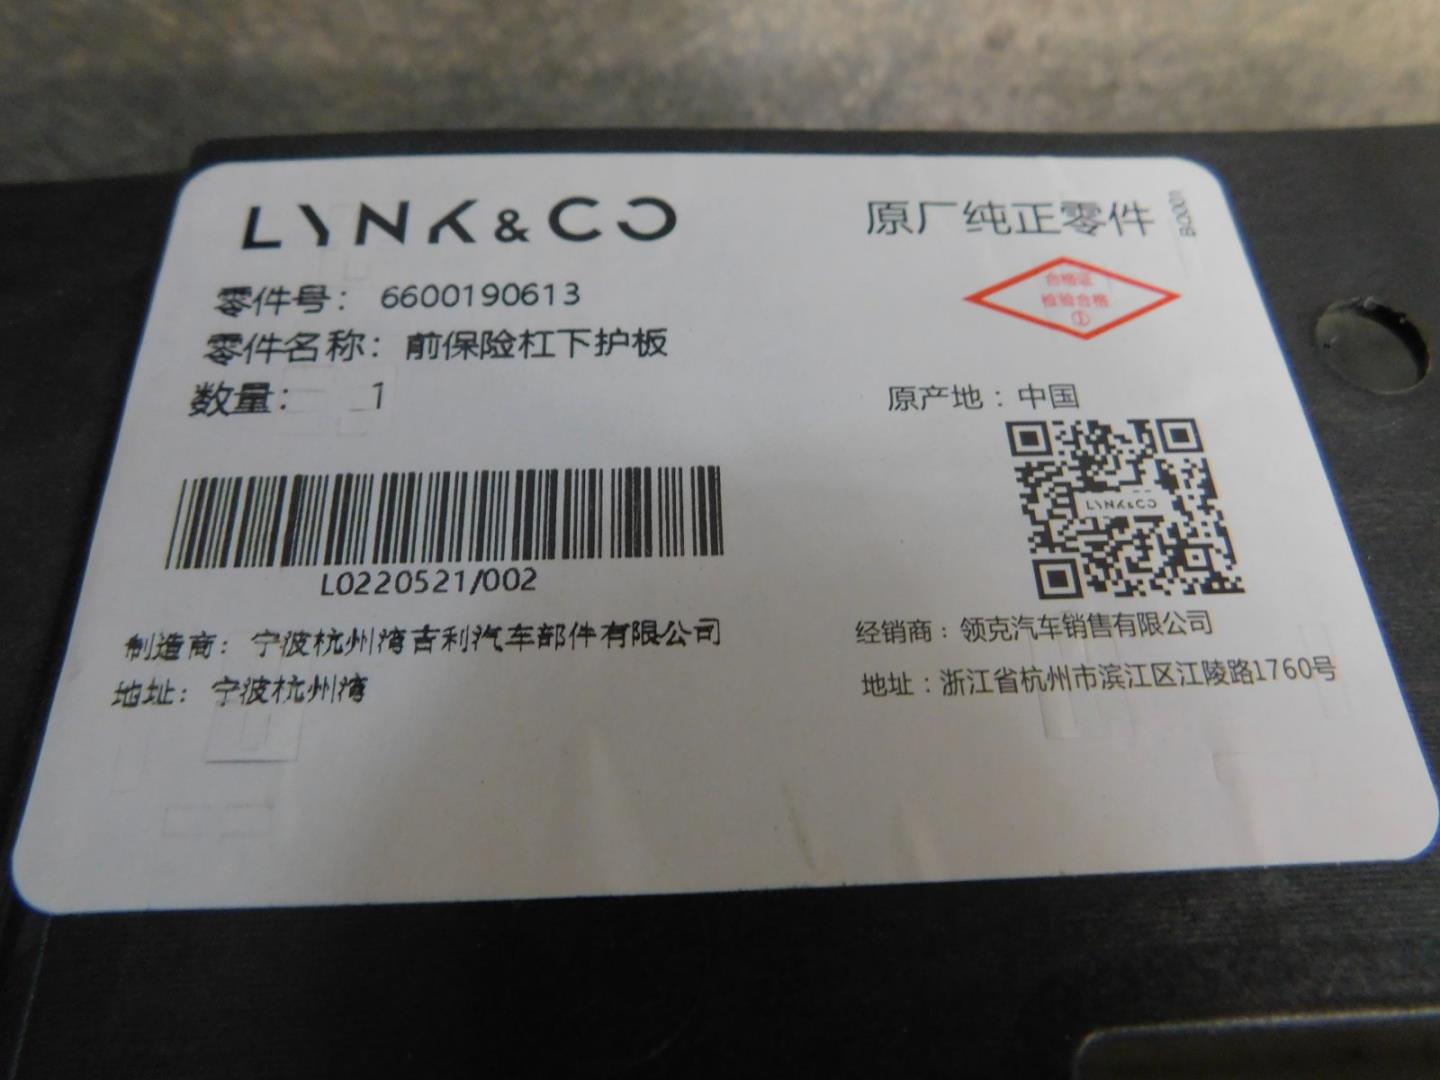 LYNK&CO
原厂纯正零件
BC0001
零件号： 6600190613
零件名称： 前保险杠下护板
数量： 1
合格证
检验合格
①
原产地：中国
LYNK&CO
L0220521/002
制造商： 宁波杭州湾吉利汽车部件有限公司
地址： 宁波杭州湾
经销商：领克汽车销售有限公司
地址：浙江省杭州市滨江区江陵路1760号